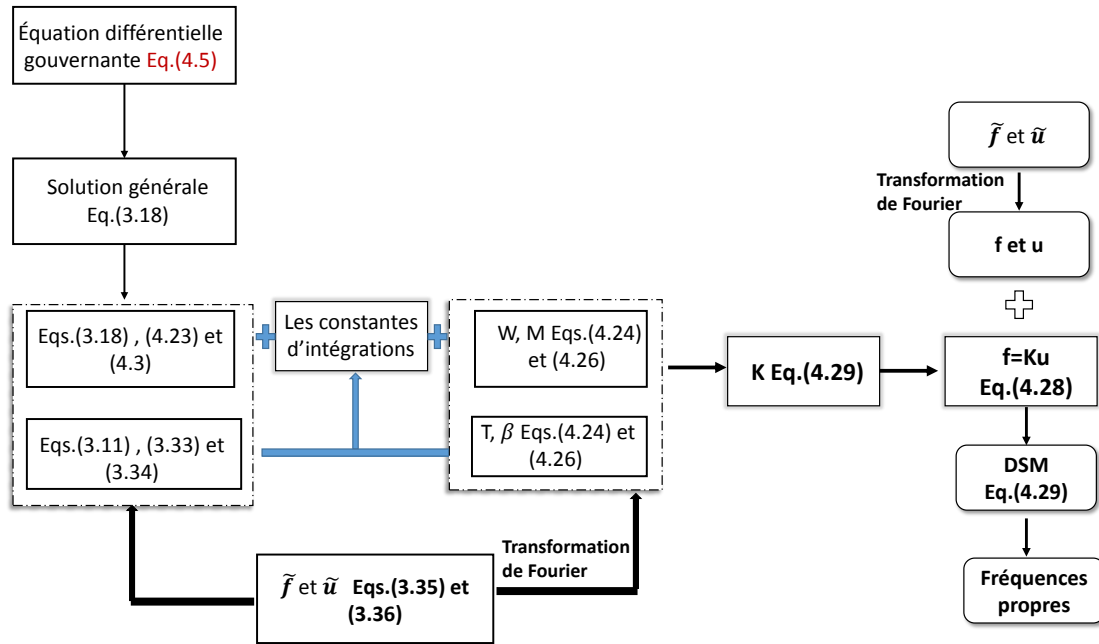 Équation différentielle
gouvernante Eq.(4.5)
Solution générale
Eq.(3.18)
Eqs.(3.18) , (4.23) et
(4.3)
Eqs.(3.11) , (3.33) et
(3.34)
Les constantes
d’intégrations
W, M Eqs.(4.24)
et (4.26)
T, β Eqs.(4.24) et
(4.26)
f̃ et ũ Eqs.(3.35) et
(3.36)
Transformation
de Fourier
K Eq.(4.29)
f̃ et ũ
Transformation
de Fourier
f et u
f=Ku
Eq.(4.28)
DSM
Eq.(4.29)
Fréquences
propres